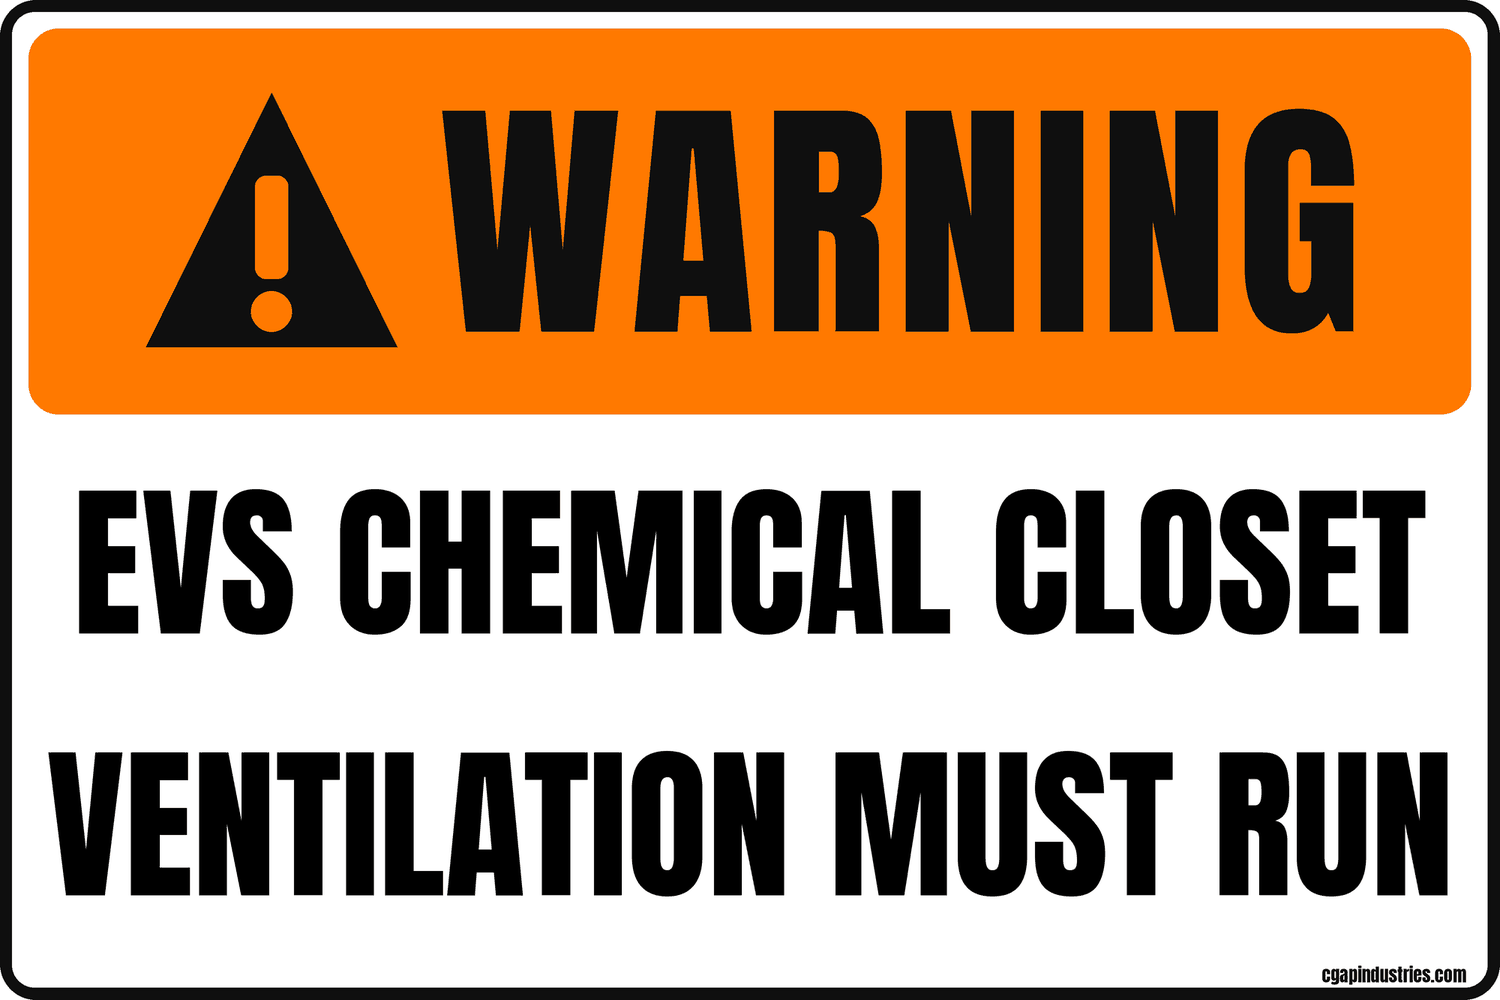 WARNING
EVS CHEMICAL CLOSET
VENTILATION MUST RUN
cgapindustries.com